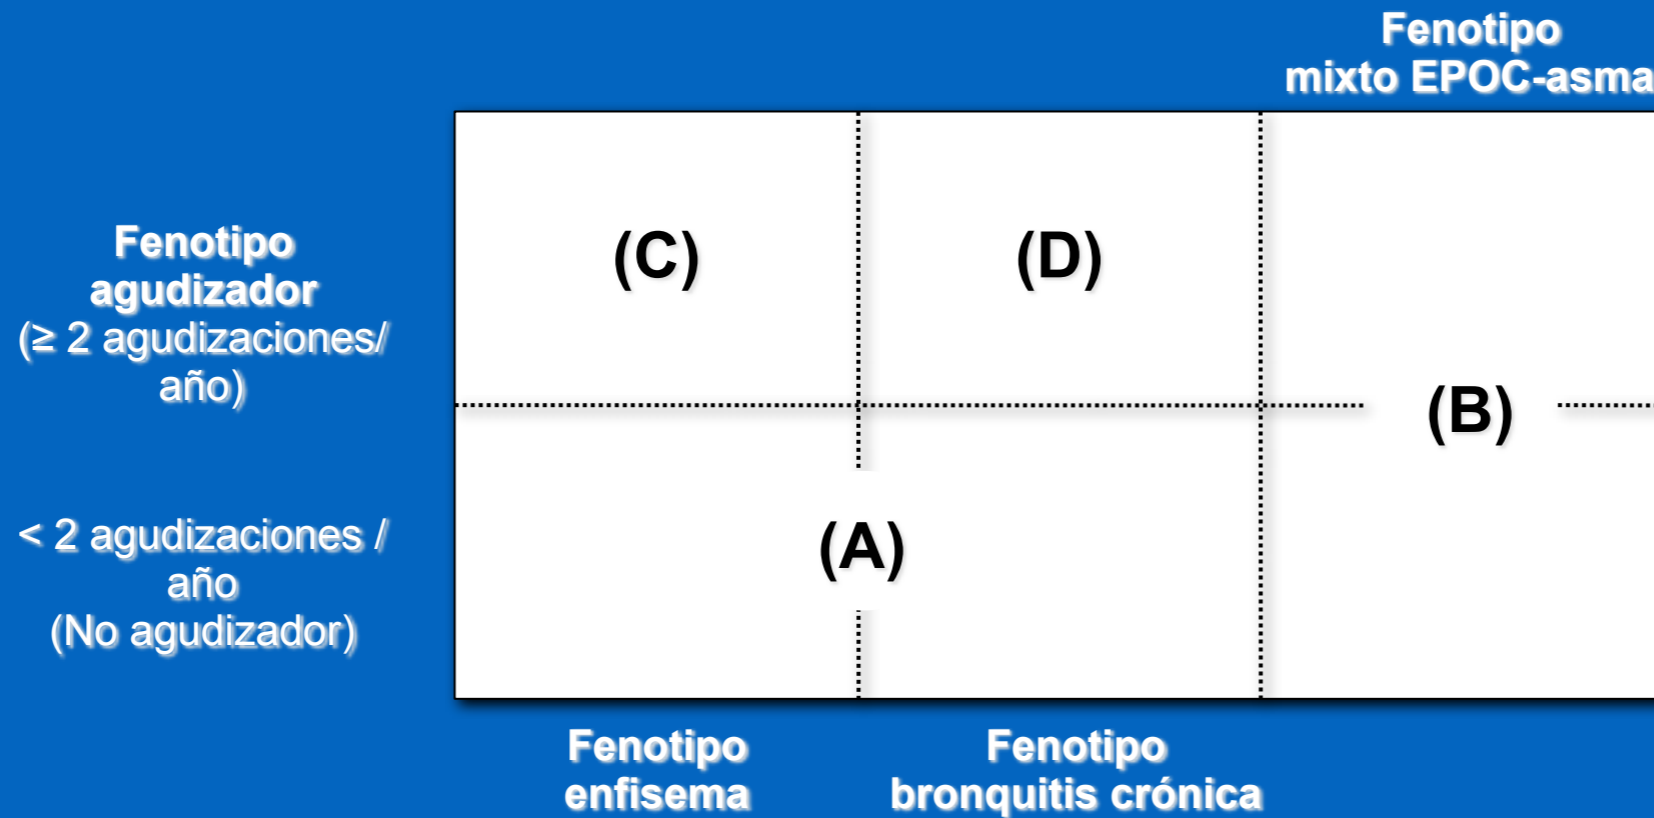 Fenotipo
mixto EPOC-asma
Fenotipo
agudizador
(≥ 2 agudizaciones/
año)
(C)
(D)
(B)
< 2 agudizaciones /
año
(No agudizador)
(A)
Fenotipo
enfisema
Fenotipo
bronquitis crónica